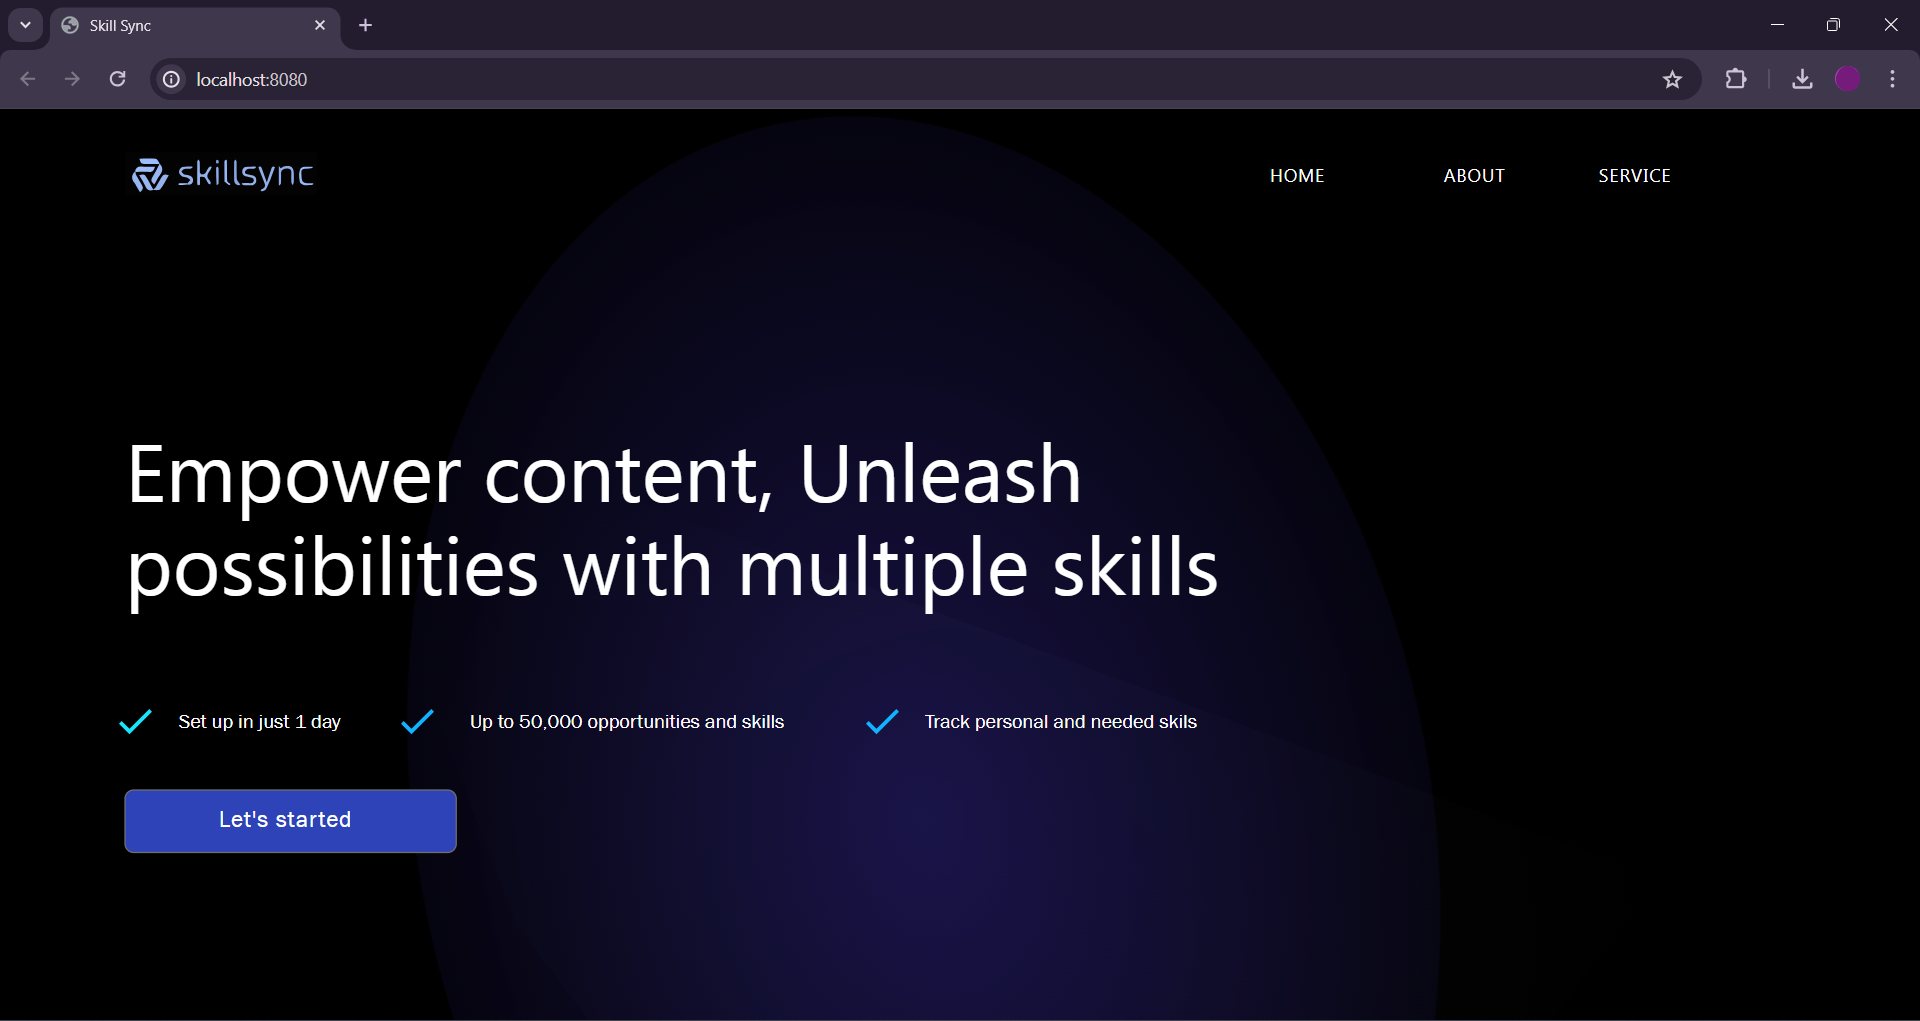 Skill Sync
localhost:8080
skillsync
HOME ABOUT SERVICE
Empower content, Unleash
possibilities with multiple skills
Set up in just 1 day Up to 50,000 opportunities and skills Track personal and needed skils
Let's started